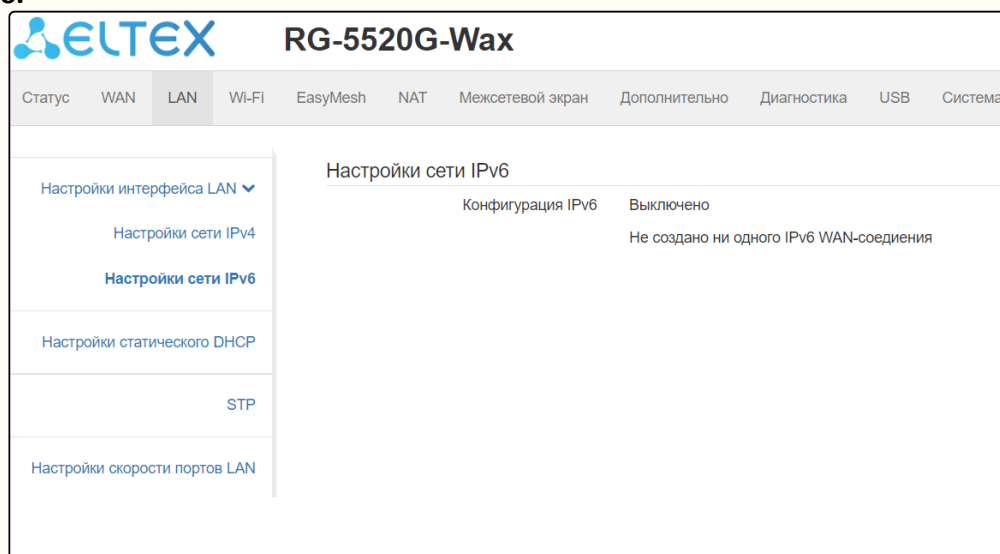 ELTEX RG-5520G-Wax
Статус WAN LAN Wi-Fi EasyMesh NAT Межсетевой экран Дополнительно Диагностика USB Система
Настройки интерфейса LAN
Настройки сети IPv4
Настройки сети IPv6
Настройки статического DHCP
STP
Настройки скорости портов LAN
Настройки сети IPv6
Конфигурация IPv6 Выключено
Не создано ни одного IPv6 WAN-соедиения